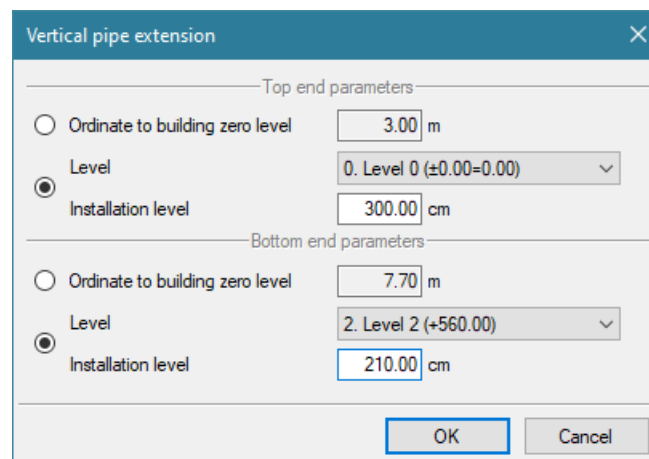 Vertical pipe extension
Top end parameters
Ordinate to building zero level 3.00 m
Level 0. Level 0 (±0.00=0.00)
Installation level 300.00 cm
Bottom end parameters
Ordinate to building zero level 7.70 m
Level 2. Level 2 (+560.00)
Installation level 210.00 cm
OK Cancel